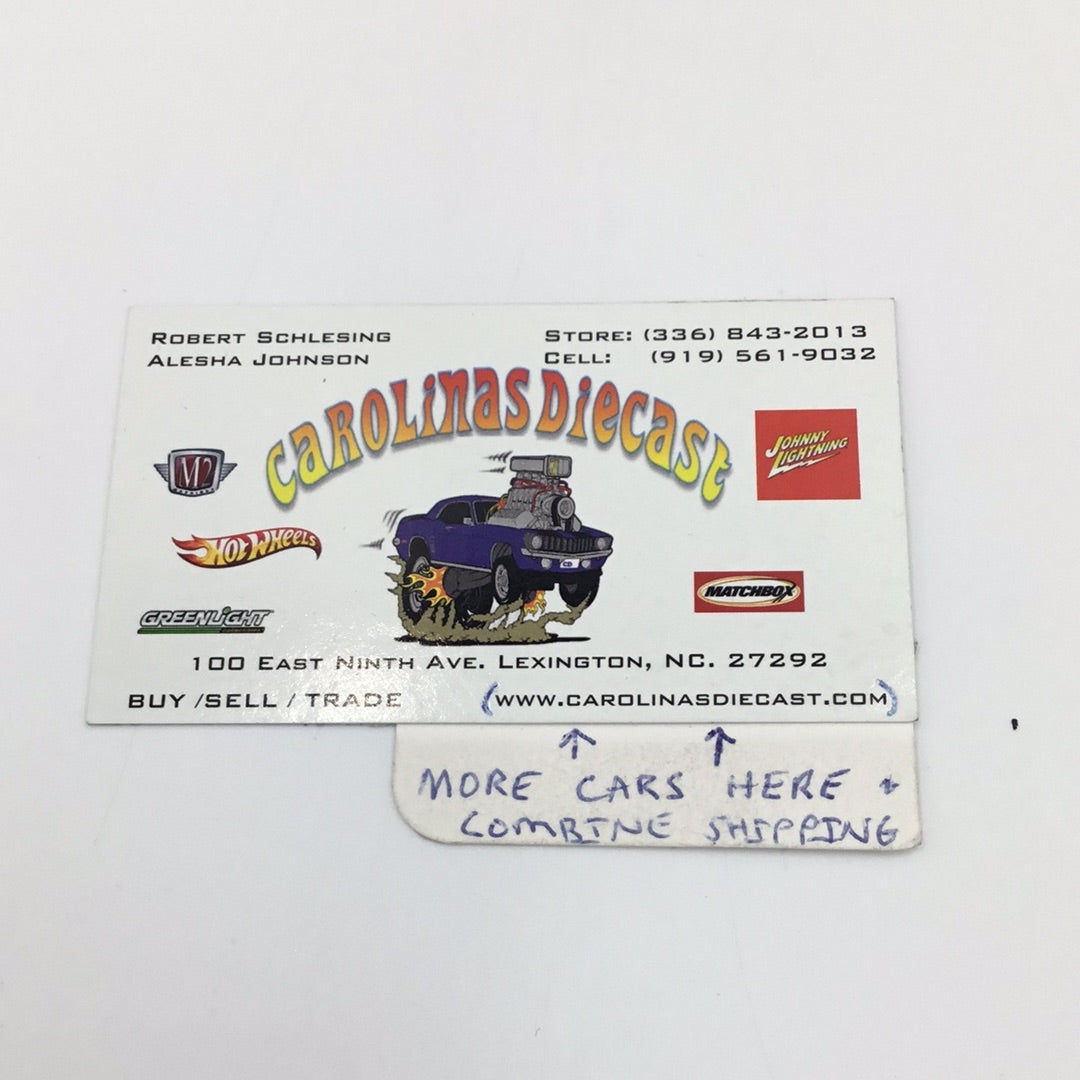 ROBERT SCHLESING
ALESHA JOHNSON
STORE: (336) 843-2013
CELL: (919) 561-9032
CAROLINAS DIECAST
M2
JOHNNY
LIGHTNING
HOT WHEELS
CD
MATCHBOX
GREENLIGHT
100 EAST NINTH AVE. LEXINGTON, NC. 27292
BUY /SELL / TRADE (WWW.CAROLINASDIECAST.COM)
↑ ↑
MORE CARS HERE +
COMBINE SHIPPING